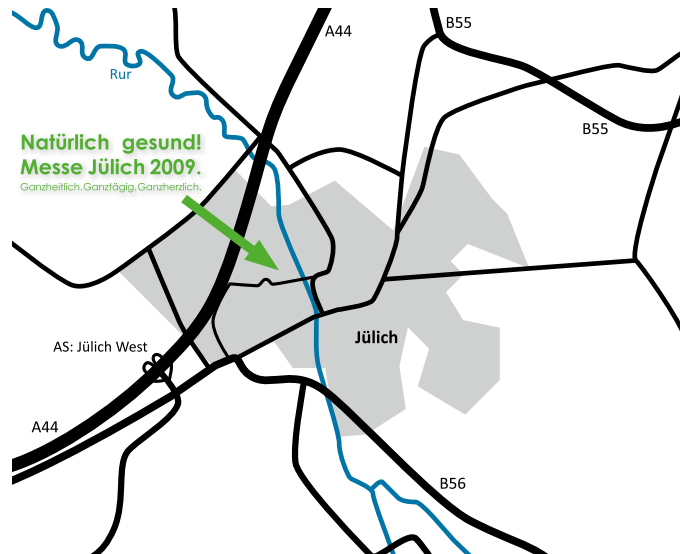 A44
B55
Rur
B55
Natürlich gesund!
Messe Jülich 2009.
Ganzheitlich.Ganztägig.Ganzherzlich.
Jülich
AS: Jülich West
A44
B56